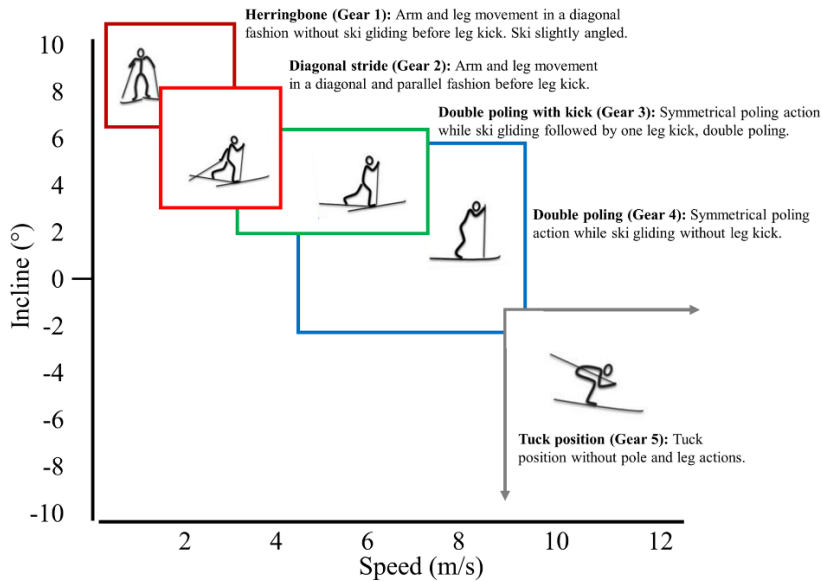 Herringbone (Gear 1): Arm and leg movement in a diagonal
fashion without ski gliding before leg kick. Ski slightly angled.
Diagonal stride (Gear 2): Arm and leg movement
in a diagonal and parallel fashion before leg kick.
Double poling with kick (Gear 3): Symmetrical poling action
while ski gliding followed by one leg kick, double poling.
Double poling (Gear 4): Symmetrical poling
action while ski gliding without leg kick.
Tuck position (Gear 5): Tuck
position without pole and leg actions.
Incline (°)
10
8
6
4
2
0
-2
-4
-6
-8
-10
2
4
6
8
10
12
Speed (m/s)